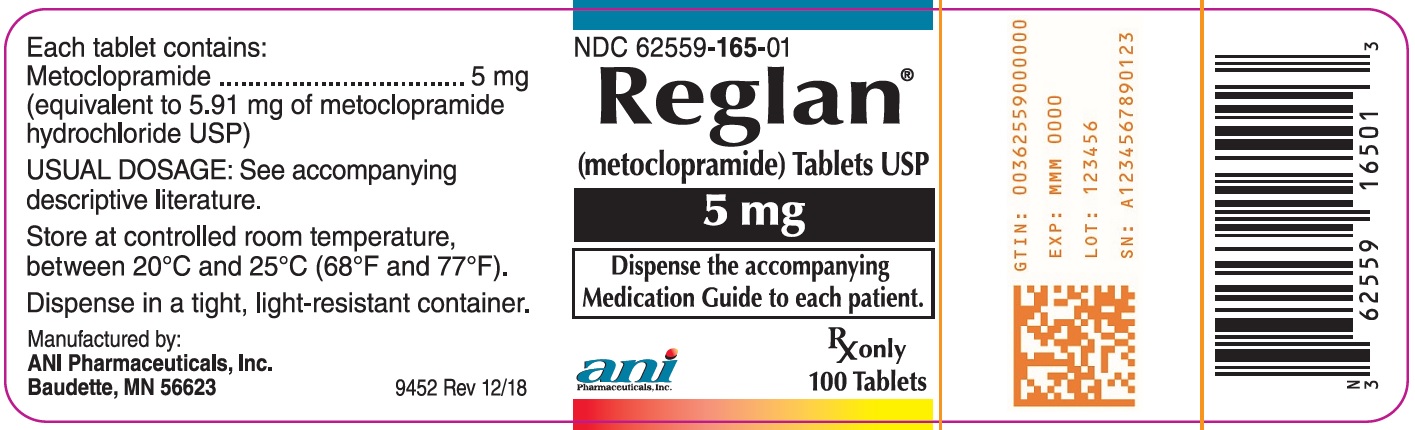 Each tablet contains:
Metoclopramide .................................. 5 mg
(equivalent to 5.91 mg of metoclopramide
hydrochloride USP)
USUAL DOSAGE: See accompanying
descriptive literature.
Store at controlled room temperature,
between 20°C and 25°C (68°F and 77°F).
Dispense in a tight, light-resistant container.
Manufactured by:
ANI Pharmaceuticals, Inc.
Baudette, MN 56623 9452 Rev 12/18
NDC 62559-165-01
Reglan®
(metoclopramide) Tablets USP
5 mg
Dispense the accompanying
Medication Guide to each patient.
ani
Pharmaceuticals, Inc.
Rx only
100 Tablets
GTIN: 00362559000000
EXP: MMM 0000
LOT: 123456
SN: A1234567890123
N
3 62559 16501 3